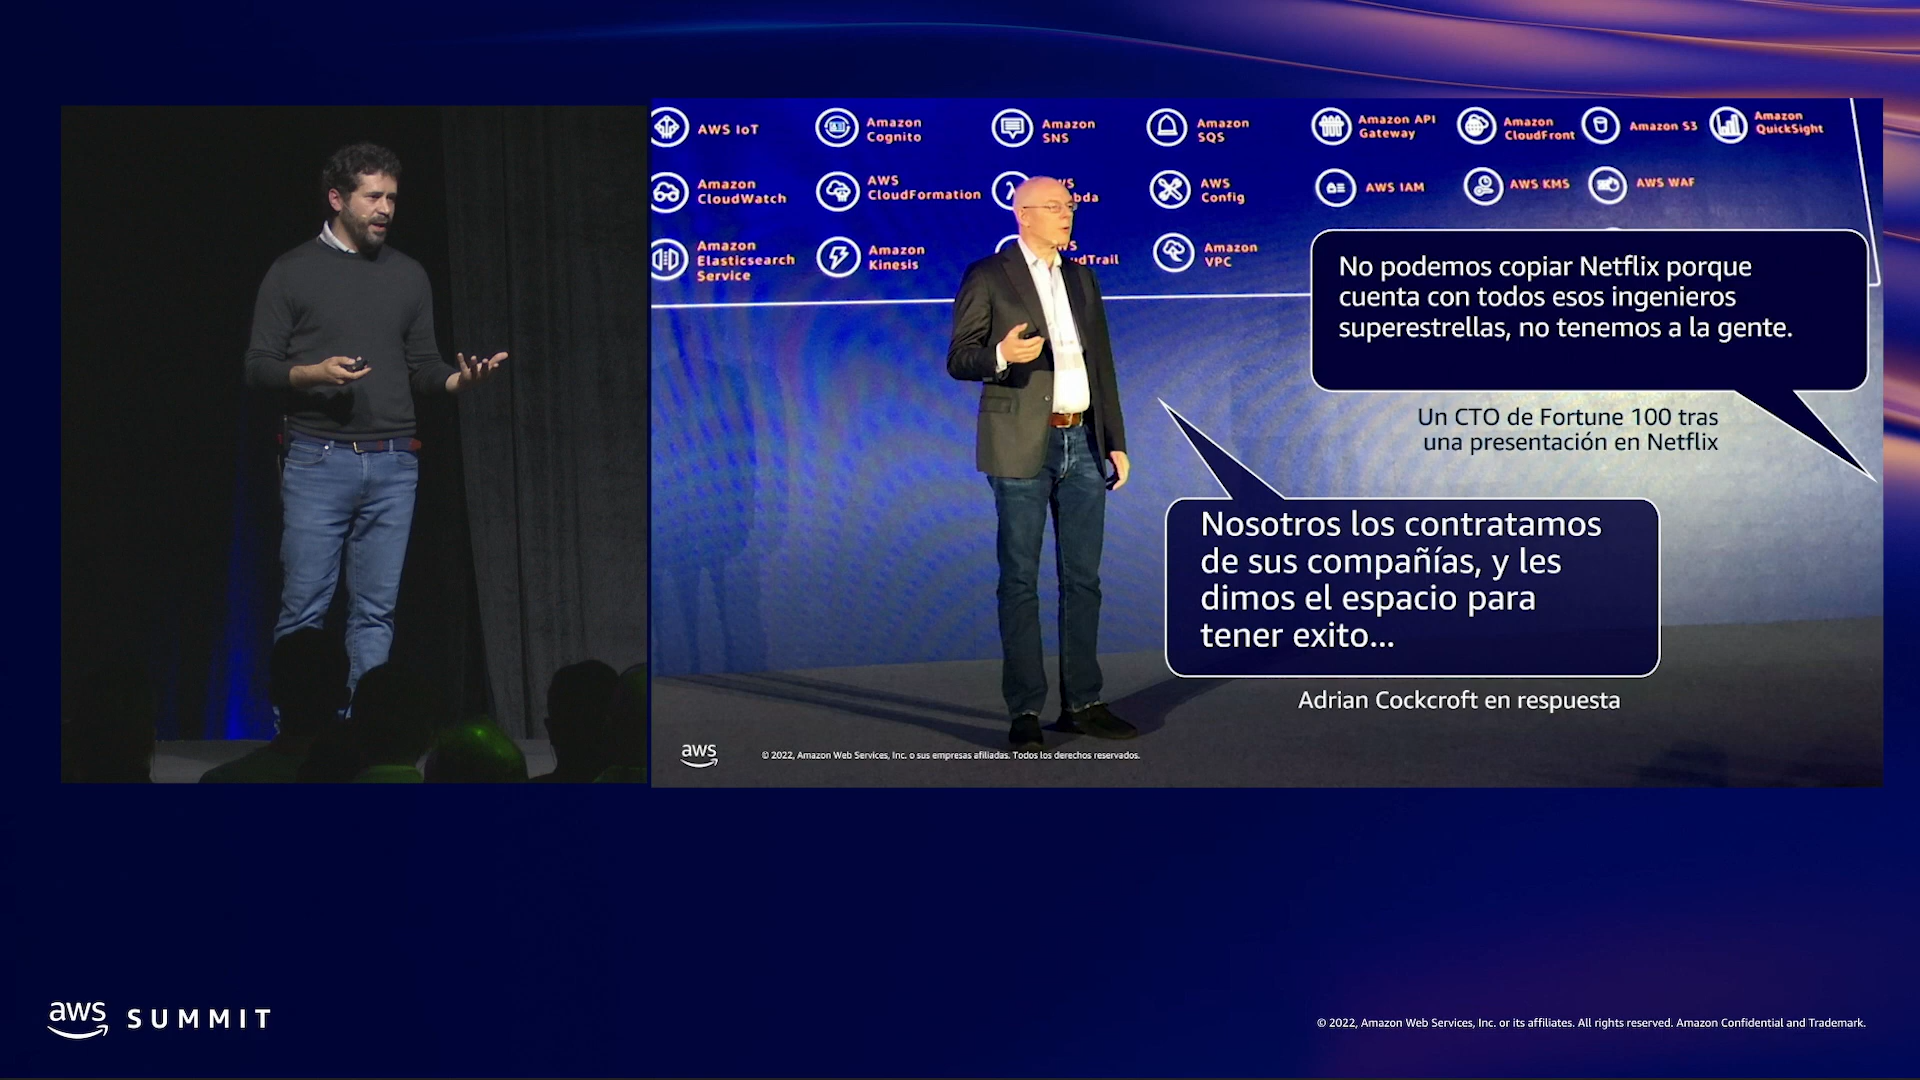 AWS IoT
Amazon
Cognito
Amazon
SNS
Amazon
SQS
Amazon API
Gateway
Amazon
CloudFront
Amazon S3
Amazon
QuickSight
Amazon
CloudWatch
AWS
CloudFormation
AWS
Config
AWS IAM
AWS KMS
AWS WAF
Amazon
Elasticsearch
Service
Amazon
Kinesis
Amazon
VPC
No podemos copiar Netflix porque
cuenta con todos esos ingenieros
superestrellas, no tenemos a la gente.
Un CTO de Fortune 100 tras
una presentación en Netflix
Nosotros los contratamos
de sus compañías, y les
dimos el espacio para
tener exito...
Adrian Cockcroft en respuesta
aws
© 2022, Amazon Web Services, Inc. o sus empresas afiliadas. Todos los derechos reservados.
aws SUMMIT
© 2022, Amazon Web Services, Inc. or its affiliates. All rights reserved. Amazon Confidential and Trademark.